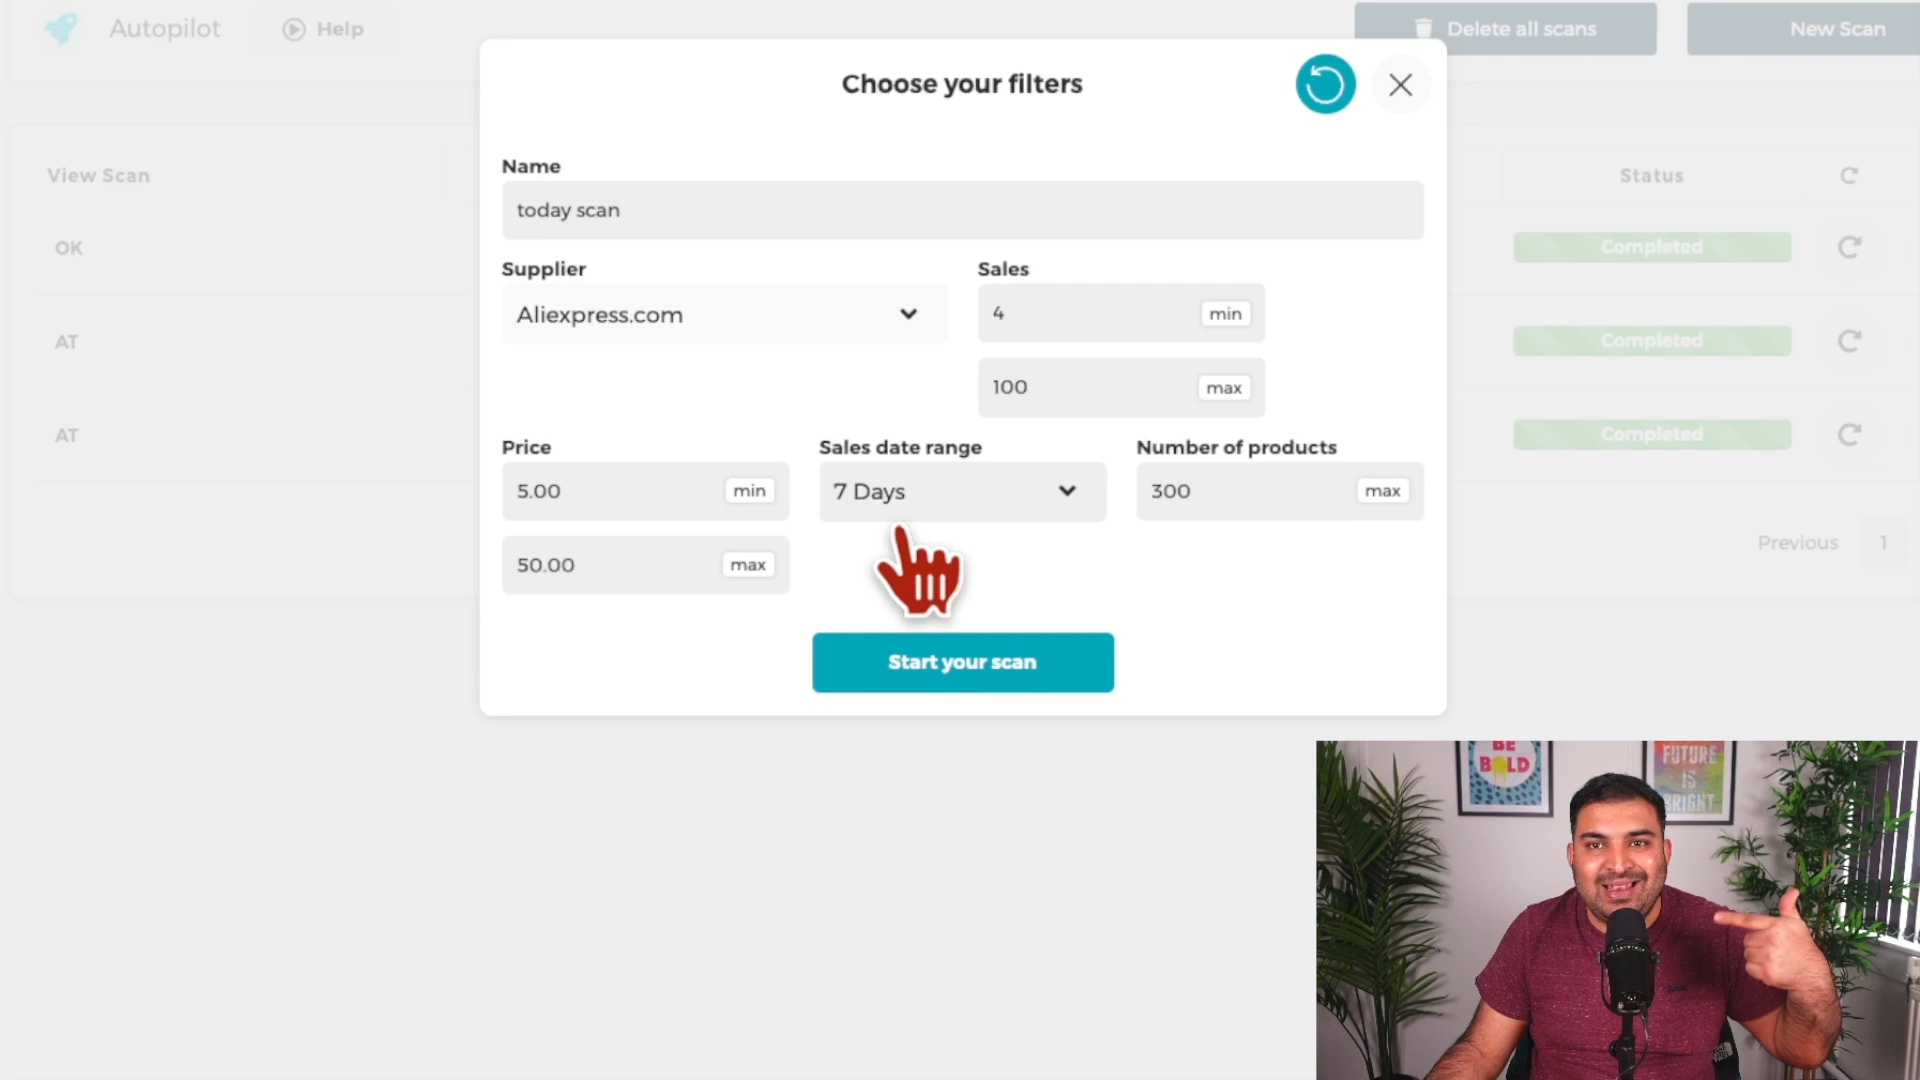 Autopilot
Help
Delete all scans
New Scan
Choose your filters
View Scan
Status
Name
today scan
OK
Completed
Supplier
Sales
Aliexpress.com
4
min
AT
Completed
100
max
AT
Completed
Price
Sales date range
Number of products
5.00
min
7 Days
300
max
50.00
max
Previous
1
Start your scan
BE
BOLD
FUTURE
IS
BRIGHT